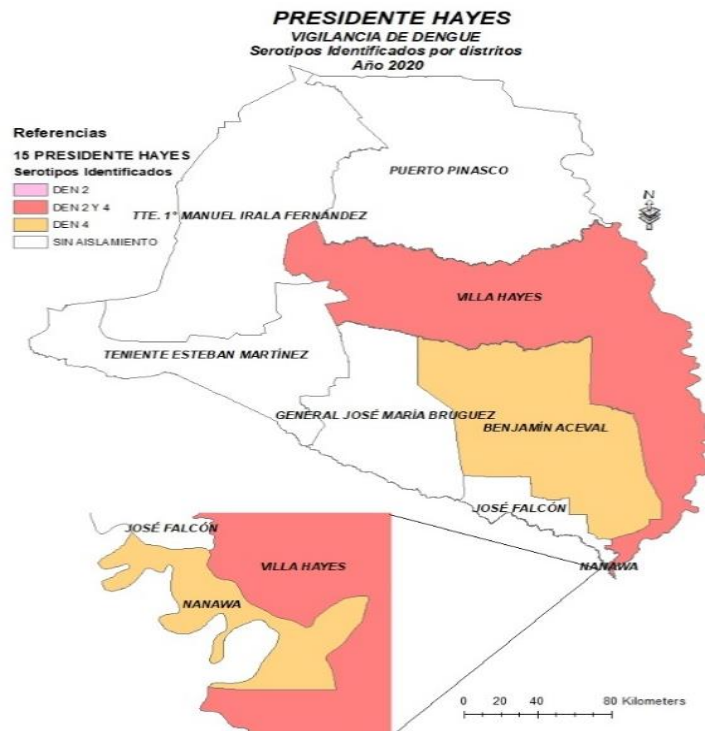 PRESIDENTE HAYES
VIGILANCIA DE DENGUE
Serotipos Identificados por distritos
Año 2020
Referencias
15 PRESIDENTE HAYES
Serotipos Identificados
DEN 2
DEN 2 Y 4
DEN 4
SIN AISLAMIENTO
PUERTO PINASCO
N
TTE. 1° MANUEL IRALA FERNÁNDEZ
VILLA HAYES
TENIENTE ESTEBAN MARTÍNEZ
GENERAL JOSÉ MARÍA BRUGUEZ
BENJAMÍN ACEVAL
JOSÉ FALCÓN
NANAWA
JOSÉ FALCÓN
VILLA HAYES
NANAWA
0 20 40 80 Kilometers